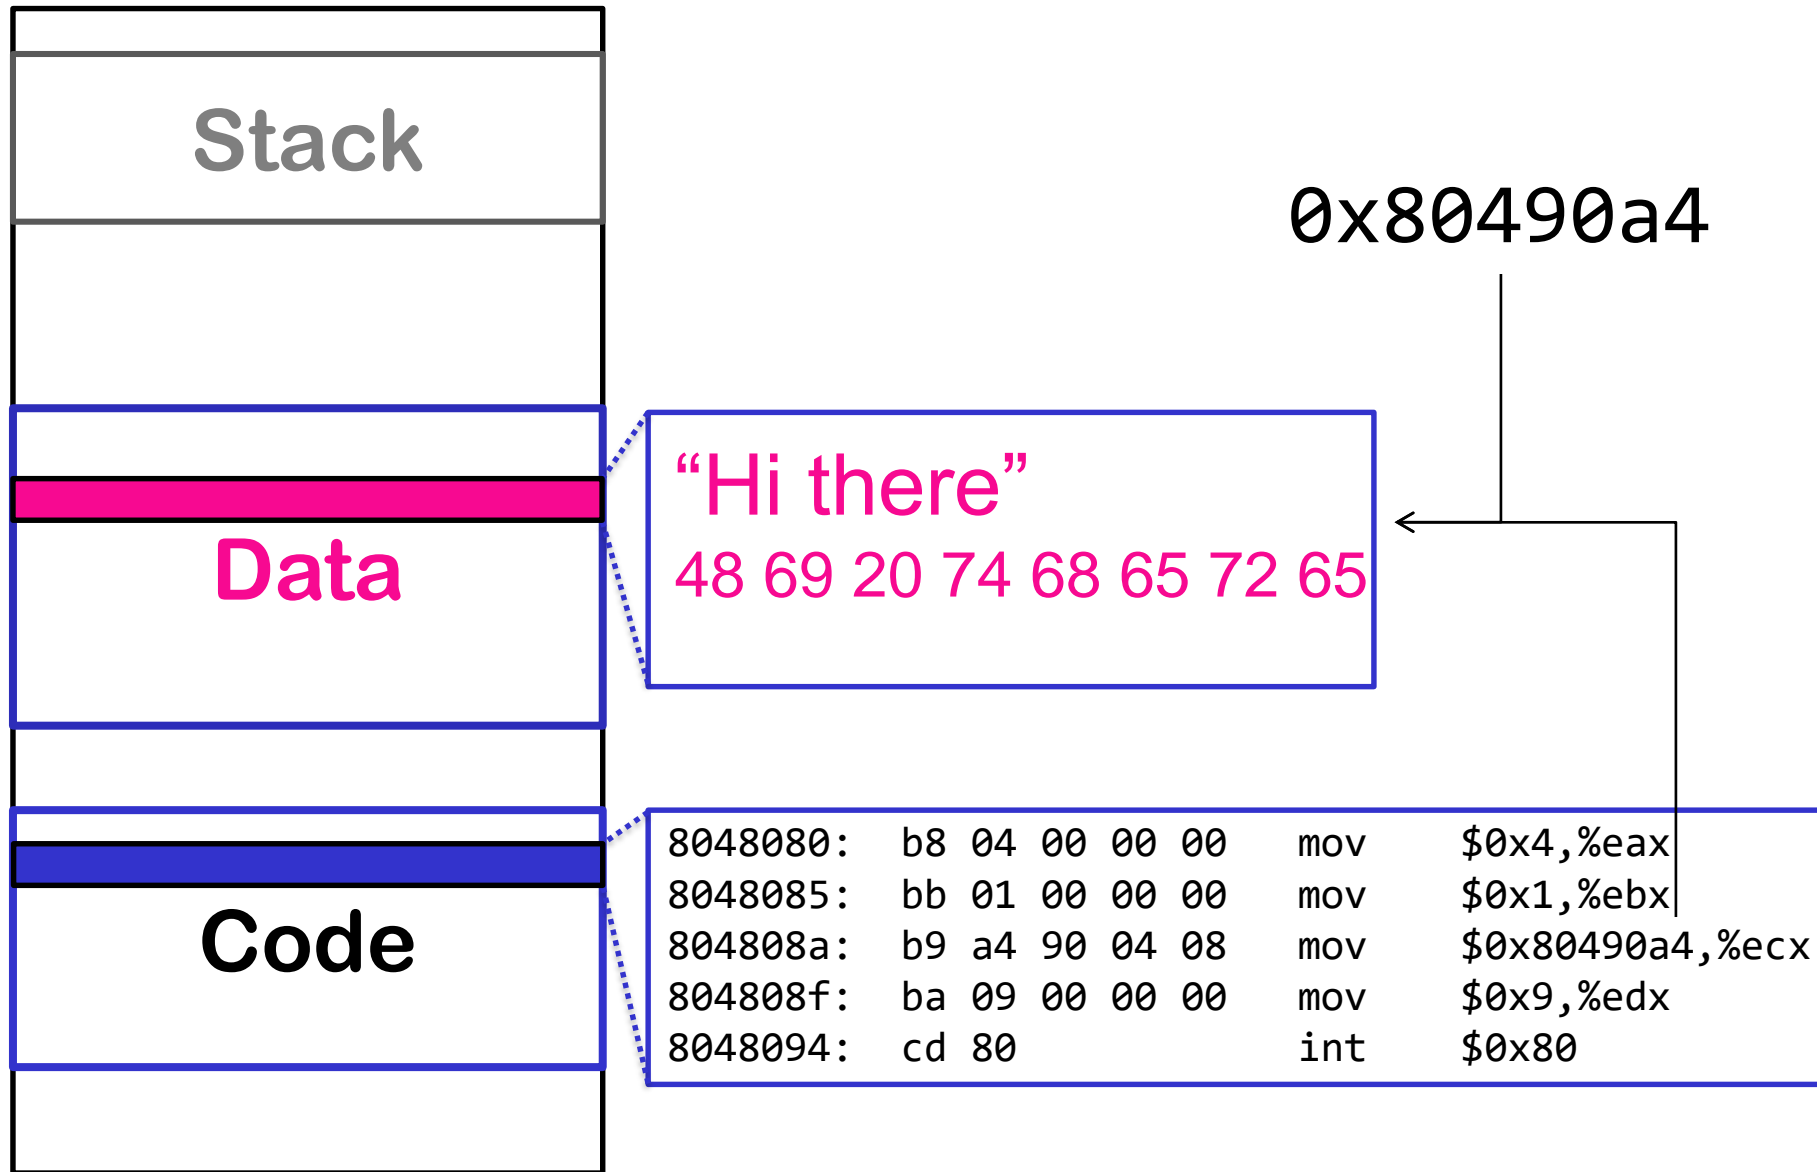 Stack
0x80490a4
“Hi there”
48 69 20 74 68 65 72 65
Data
8048080: b8 04 00 00 00 mov $0x4,%eax
8048085: bb 01 00 00 00 mov $0x1,%ebx
804808a: b9 a4 90 04 08 mov $0x80490a4,%ecx
804808f: ba 09 00 00 00 mov $0x9,%edx
8048094: cd 80 int $0x80
Code